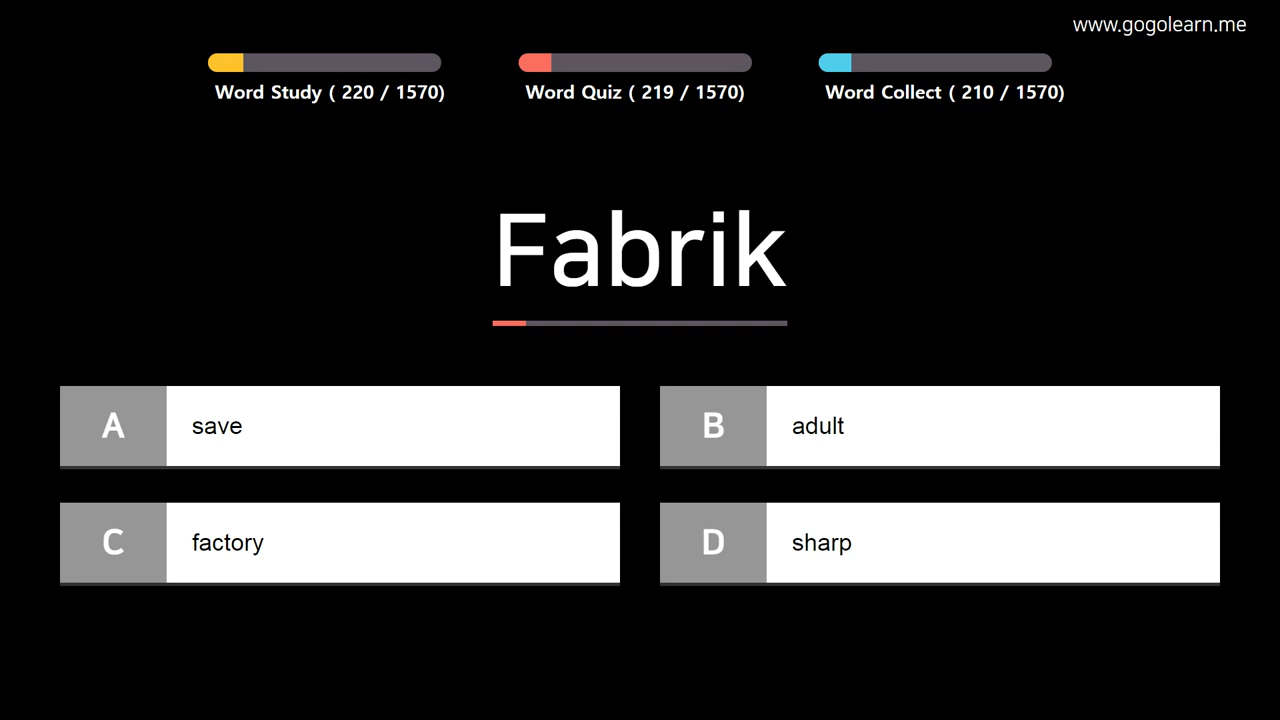 www.gogolearn.me
Word Study ( 220 / 1570)
Word Quiz ( 219 / 1570)
Word Collect ( 210 / 1570)
Fabrik
A save
B adult
C factory
D sharp